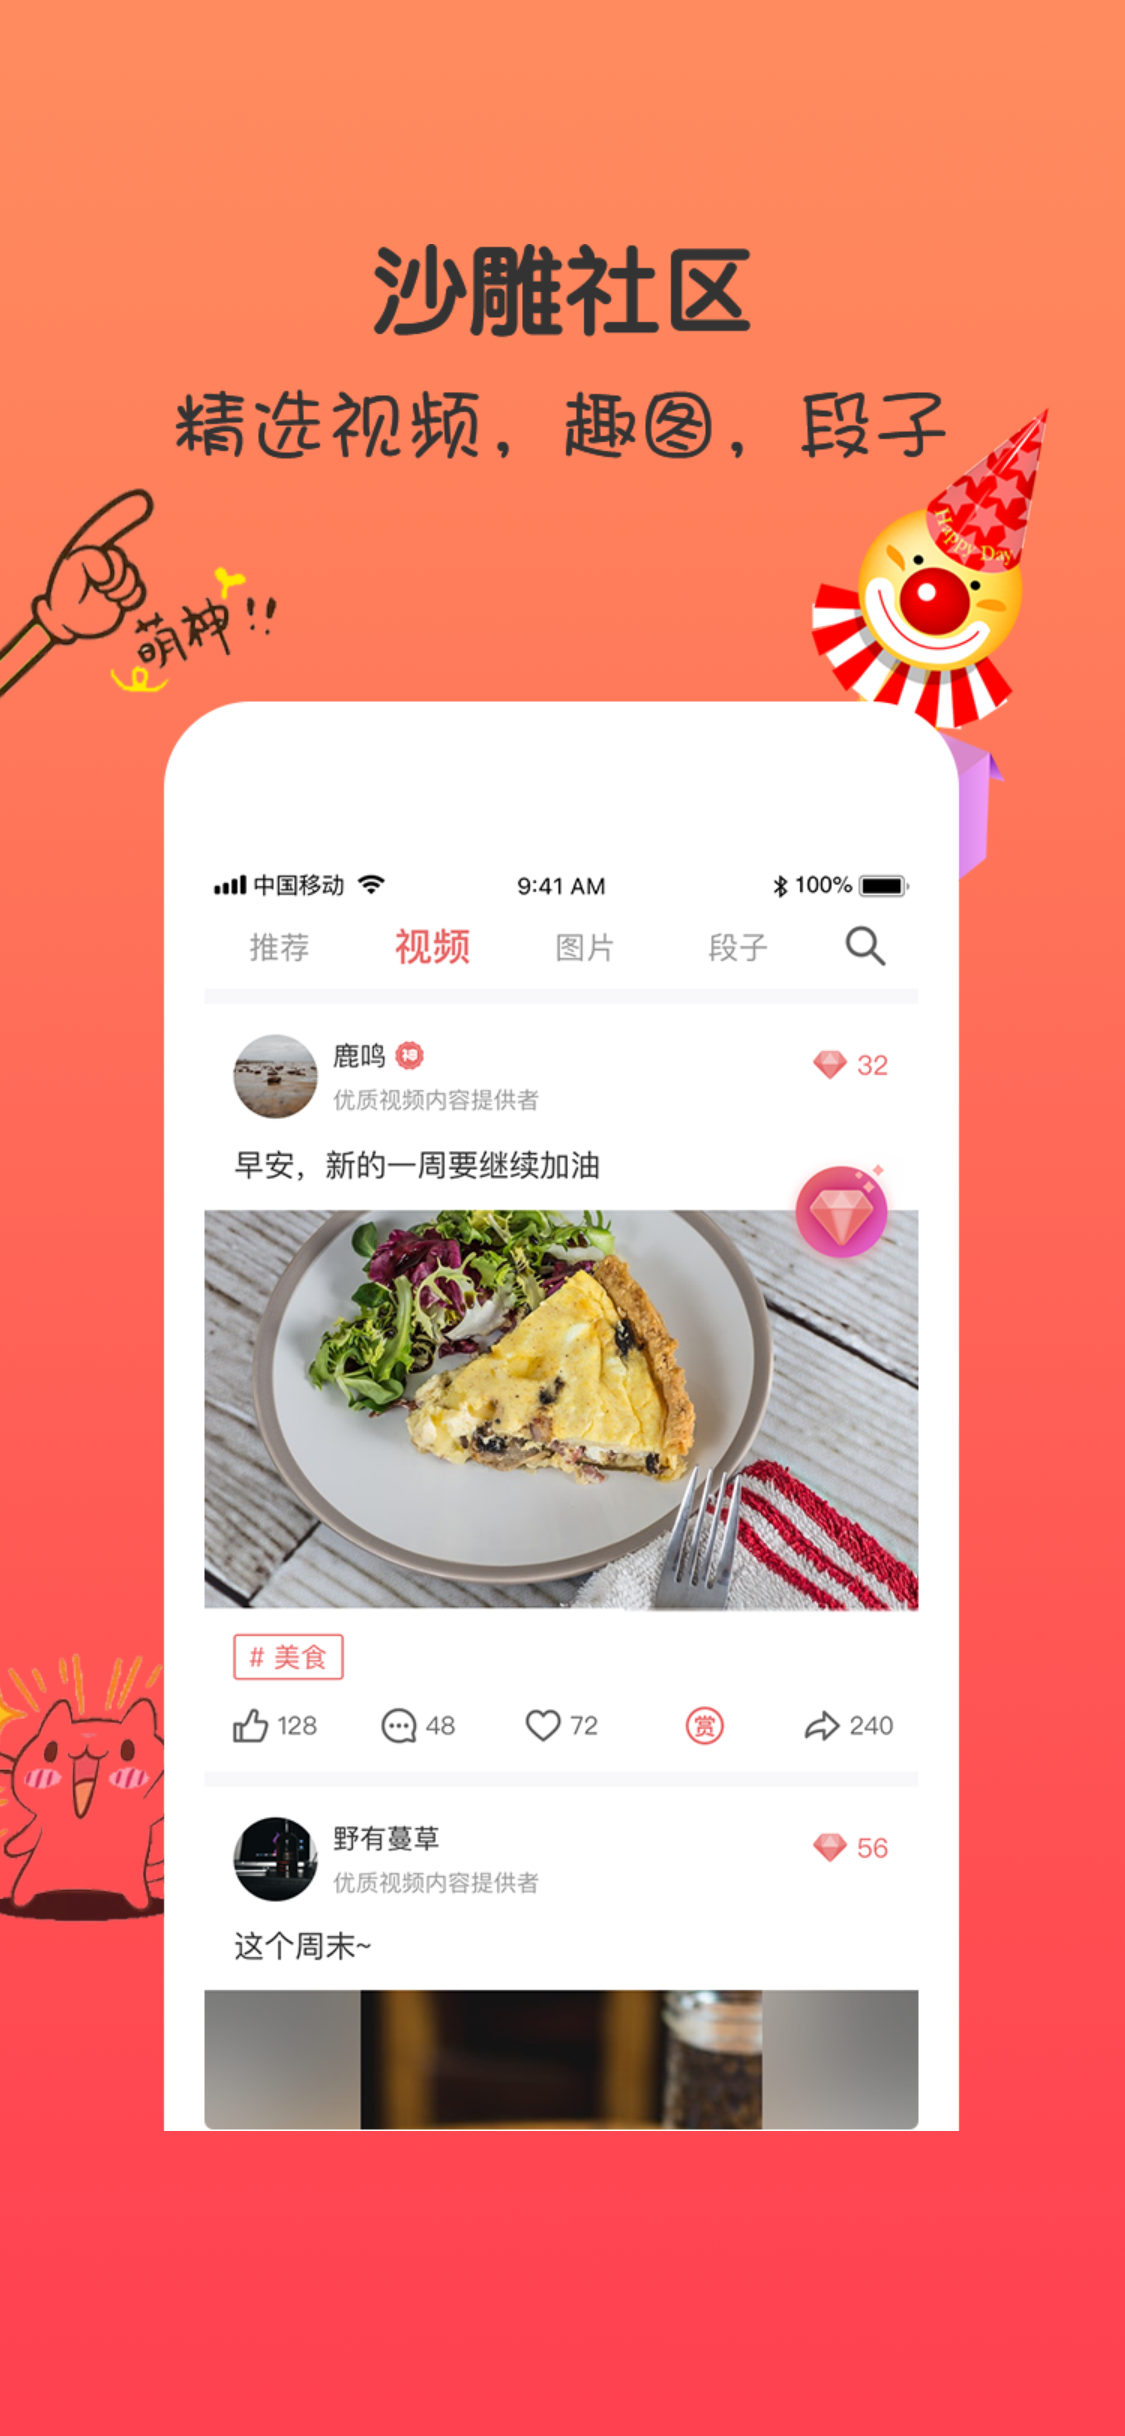 沙雕社区
精选视频，趣图，段子
Happy Day
萌神!!
中国移动 9:41 AM 100%
推荐 视频 图片 段子
鹿鸣 神 32
优质视频内容提供者
早安，新的一周要继续加油
# 美食
128 48 72 赏 240
野有蔓草 56
优质视频内容提供者
这个周末~